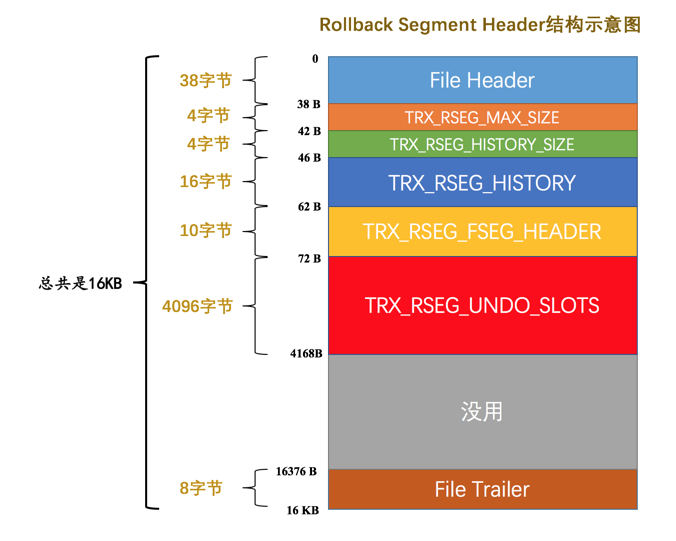 Rollback Segment Header结构示意图
0
38字节
File Header
38 B
4字节
TRX_RSEG_MAX_SIZE
42 B
4字节
TRX_RSEG_HISTORY_SIZE
46 B
16字节
TRX_RSEG_HISTORY
62 B
10字节
TRX_RSEG_FSEG_HEADER
72 B
总共是16KB
4096字节
TRX_RSEG_UNDO_SLOTS
4168B
没用
16376 B
8字节
File Trailer
16 KB